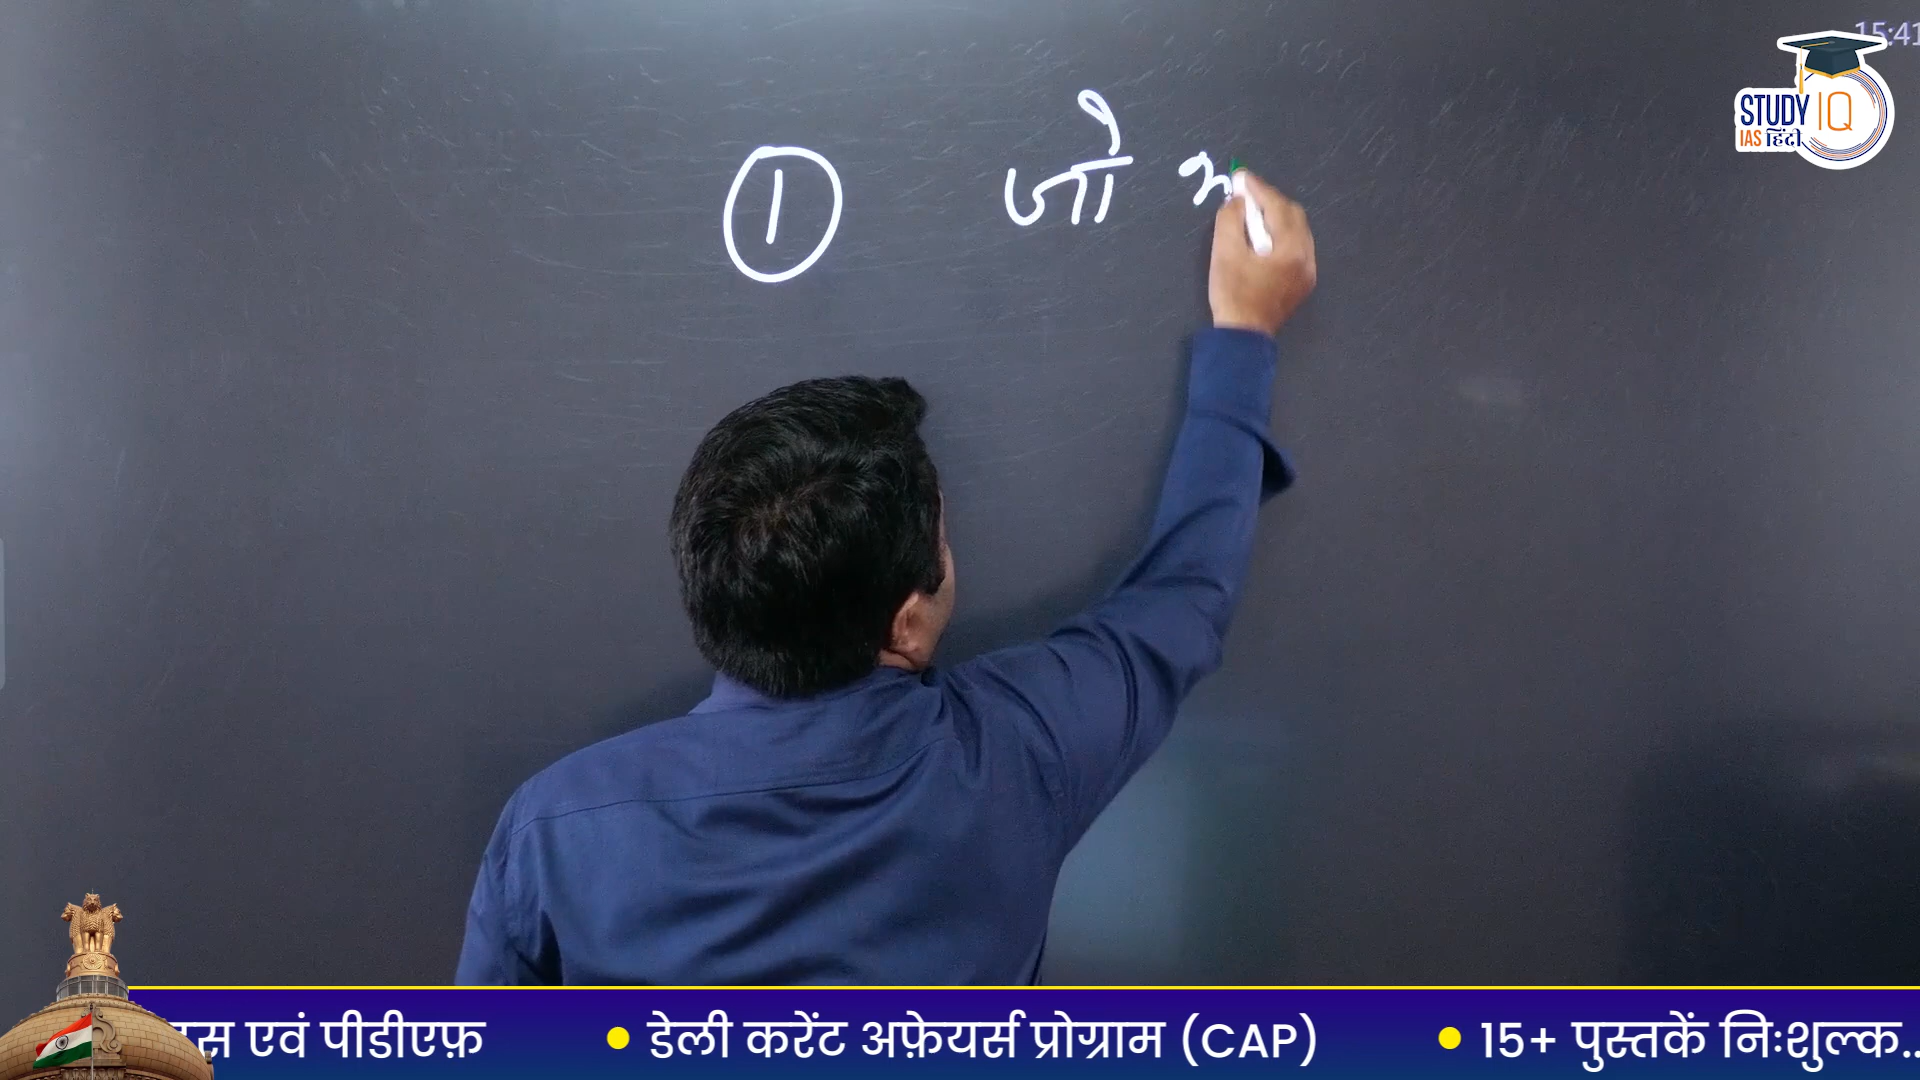 15:41
STUDY IQ
IAS हिंदी
① जो
एवं पीडीएफ़ • डेली करेंट अफ़ेयर्स प्रोग्राम (CAP) • 15+ पुस्तकें निःशुल्क..